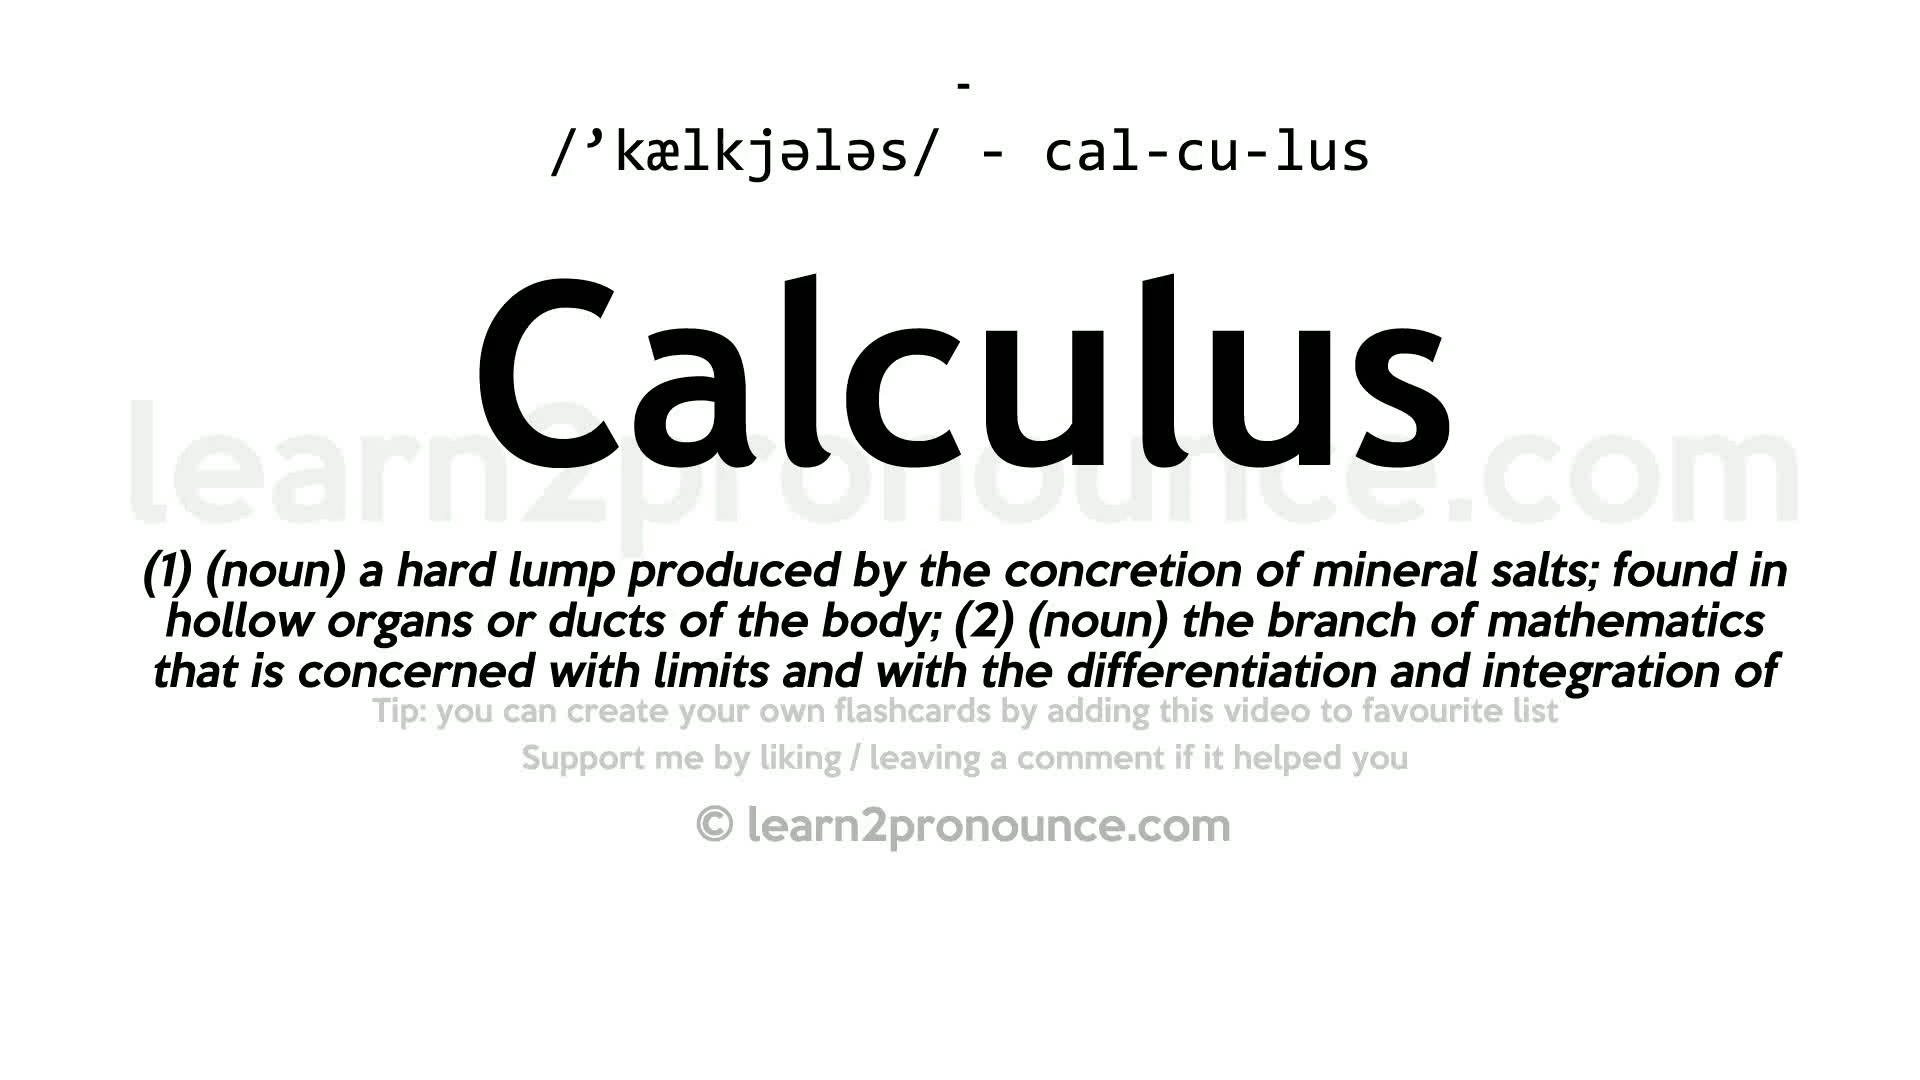 -
/’kælkjələs/ - cal-cu-lus
Calculus
learn2pronounce.com
(1) (noun) a hard lump produced by the concretion of mineral salts; found in
hollow organs or ducts of the body; (2) (noun) the branch of mathematics
that is concerned with limits and with the differentiation and integration of
Tip: you can create your own flashcards by adding this video to favourite list
Support me by liking / leaving a comment if it helped you
© learn2pronounce.com